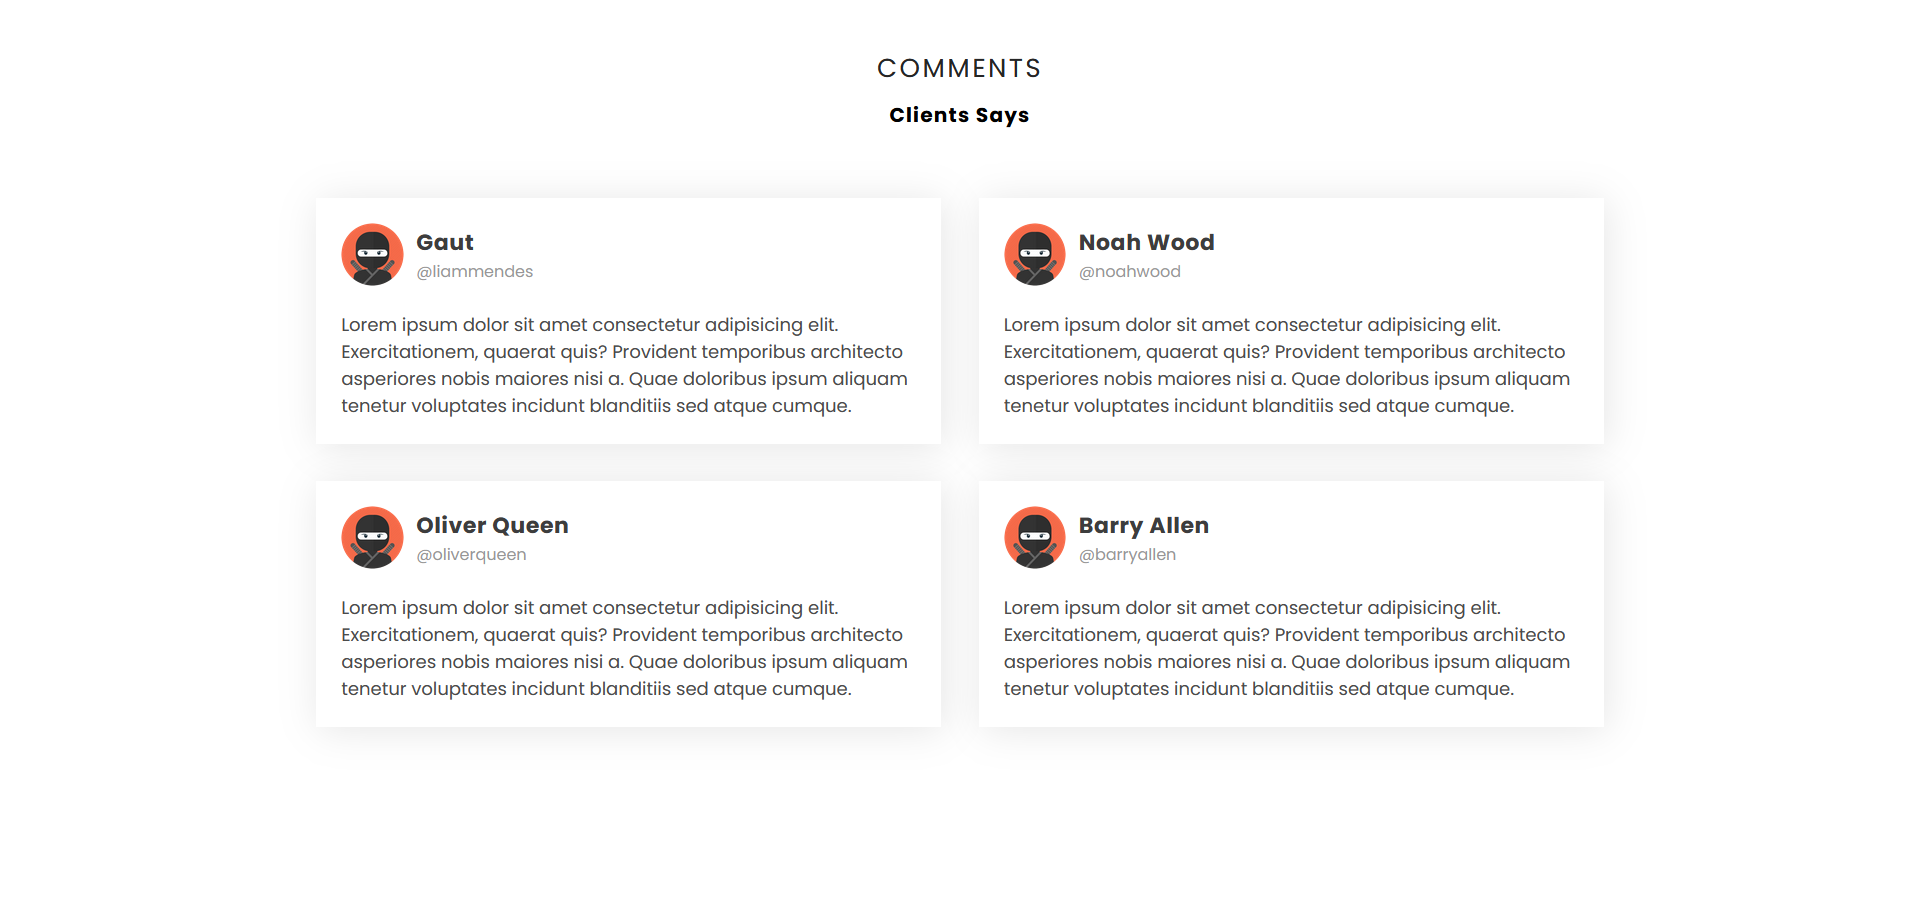 COMMENTS
Clients Says
Gaut
@liammendes
Lorem ipsum dolor sit amet consectetur adipisicing elit.
Exercitationem, quaerat quis? Provident temporibus architecto
asperiores nobis maiores nisi a. Quae doloribus ipsum aliquam
tenetur voluptates incidunt blanditiis sed atque cumque.
Noah Wood
@noahwood
Lorem ipsum dolor sit amet consectetur adipisicing elit.
Exercitationem, quaerat quis? Provident temporibus architecto
asperiores nobis maiores nisi a. Quae doloribus ipsum aliquam
tenetur voluptates incidunt blanditiis sed atque cumque.
Oliver Queen
@oliverqueen
Lorem ipsum dolor sit amet consectetur adipisicing elit.
Exercitationem, quaerat quis? Provident temporibus architecto
asperiores nobis maiores nisi a. Quae doloribus ipsum aliquam
tenetur voluptates incidunt blanditiis sed atque cumque.
Barry Allen
@barryallen
Lorem ipsum dolor sit amet consectetur adipisicing elit.
Exercitationem, quaerat quis? Provident temporibus architecto
asperiores nobis maiores nisi a. Quae doloribus ipsum aliquam
tenetur voluptates incidunt blanditiis sed atque cumque.